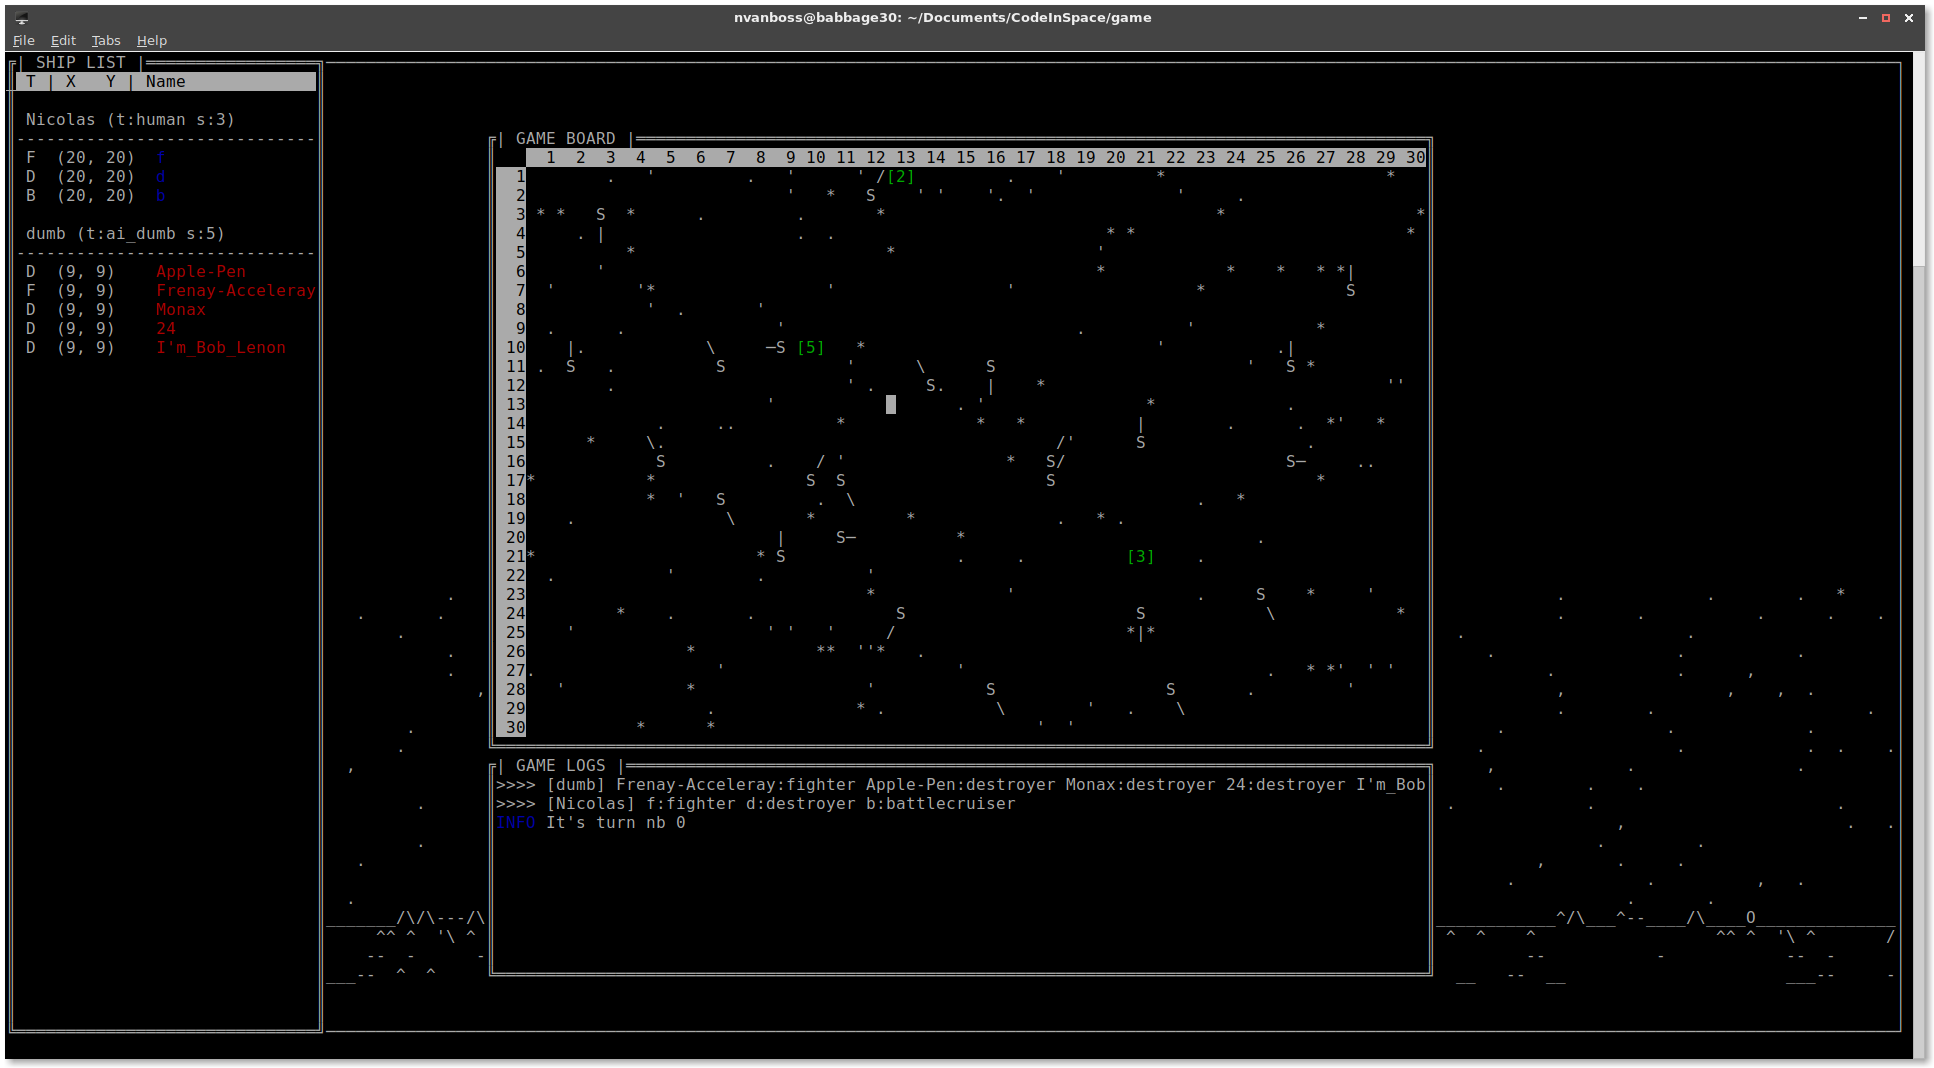 nvanboss@babbage30: ~/Documents/CodeInSpace/game
File Edit Tabs Help
| SHIP LIST |
T | X Y | Name
Nicolas (t:human s:3)
F (20, 20) f
D (20, 20) d
B (20, 20) b
dumb (t:ai_dumb s:5)
D (9, 9) Apple-Pen
F (9, 9) Frenay-Acceleray
D (9, 9) Monax
D (9, 9) 24
D (9, 9) I'm_Bob_Lenon
| GAME BOARD |
1 2 3 4 5 6 7 8 9 10 11 12 13 14 15 16 17 18 19 20 21 22 23 24 25 26 27 28 29 30
1 [2]
2 S
3 S
4
5
6
7 S
8
9
10 S [5]
11 S S S S
12 S
13
14
15 S
16 S S S
17 S S S
18 S
19
20 S
21 S [3]
22
23 S
24 S S
25
26
27
28 S S
29
30
| GAME LOGS |
>>>> [dumb] Frenay-Acceleray:fighter Apple-Pen:destroyer Monax:destroyer 24:destroyer I'm_Bob
>>>> [Nicolas] f:fighter d:destroyer b:battlecruiser
INFO It's turn nb 0